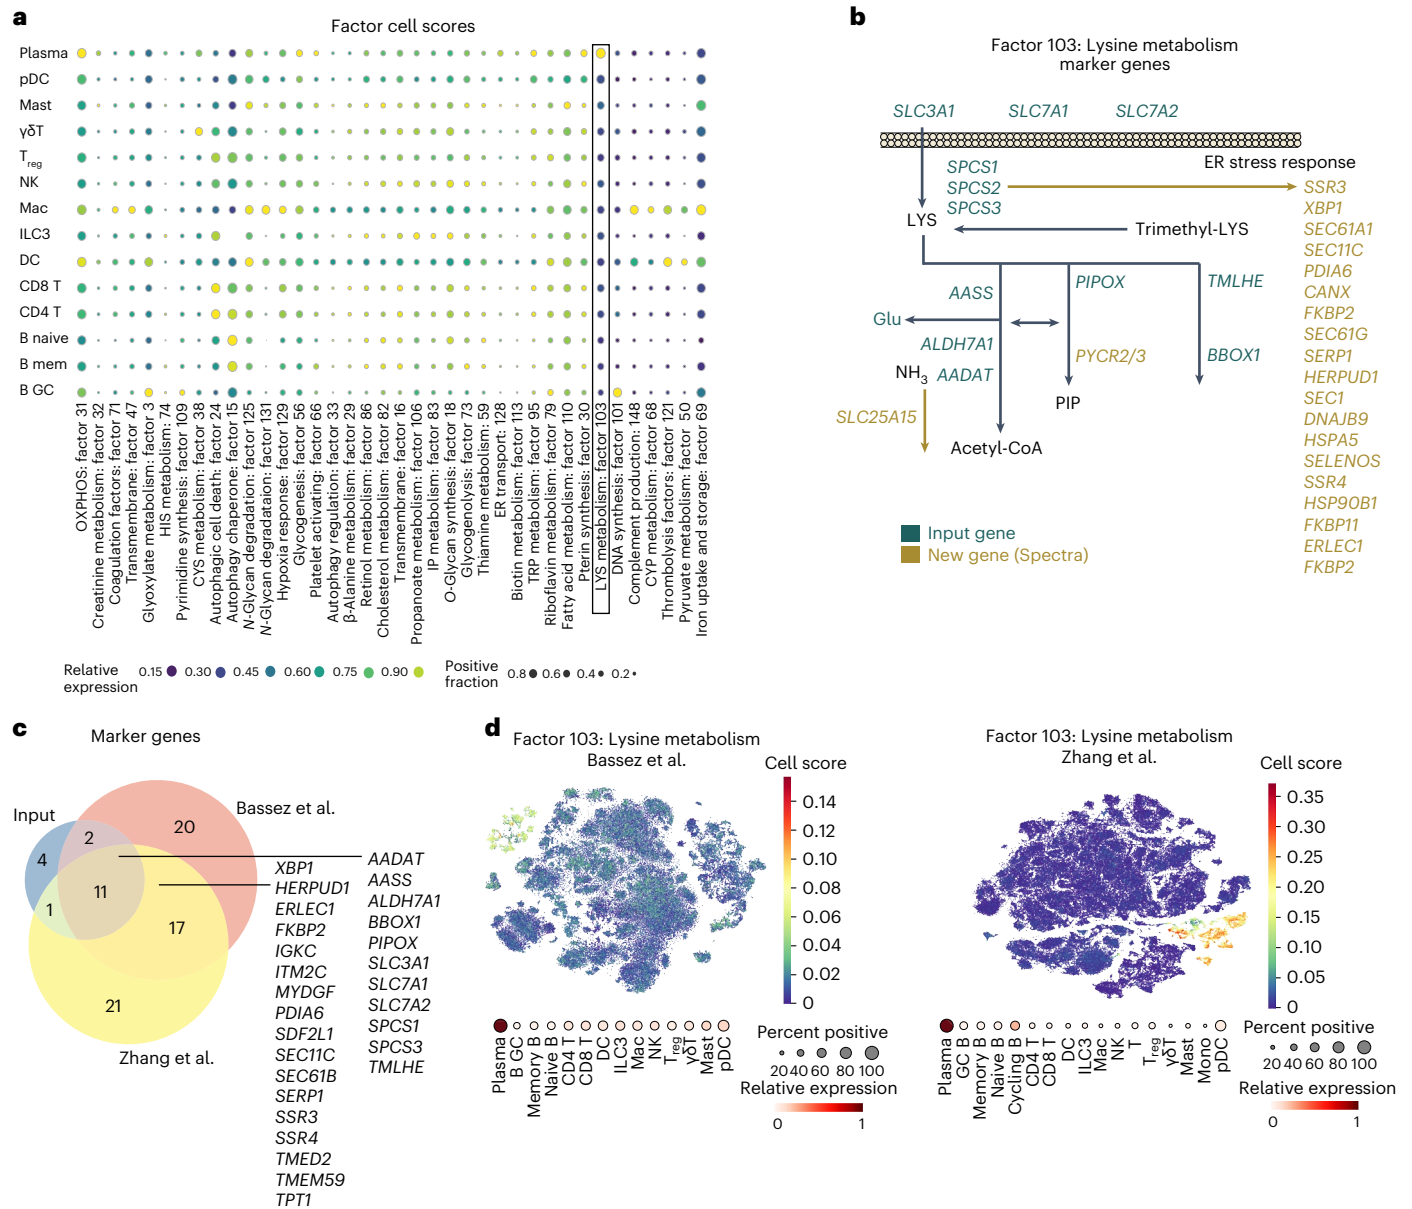 a
Factor cell scores
Plasma
pDC
Mast
γδT
Treg
NK
Mac
ILC3
DC
CD8 T
CD4 T
B naive
B mem
B GC
OXPHOS: factor 31
Creatinine metabolism: factor 32
Coagulation factors: factor 71
Transmembrane: factor 47
Glyoxylate metabolism: factor 3
HIS metabolism: 74
Pyrimidine synthesis: factor 109
CYS metabolism: factor 38
Autophagic cell death: factor 24
Autophagy chaperone: factor 15
N-Glycan degradation: factor 125
N-Glycan degradataion: factor 131
Hypoxia response: factor 129
Glycogenesis: factor 56
Platelet activating: factor 66
Autophagy regulation: factor 33
β-Alanine metabolism: factor 29
Retinol metabolism: factor 86
Cholesterol metabolism: factor 82
Transmembrane: factor 16
Propanoate metabolism: factor 106
IP metabolism: factor 83
O-Glycan synthesis: factor 18
Glycogenolysis: factor 73
Thiamine metabolism: 59
ER transport: 128
Biotin metabolism: factor 113
TRP metabolism: factor 95
Riboflavin metabolism: factor 79
Fatty acid metabolism: factor 110
Pterin synthesis: factor 30
LYS metabolism: factor 103
DNA synthesis: factor 101
Complement production: 148
CYP metabolism: factor 68
Thrombolysis factors: factor 121
Pyruvate metabolism: factor 50
Iron uptake and storage: factor 69
Relative expression
0.15 0.30 0.45 0.60 0.75 0.90
Positive fraction
0.8 0.6 0.4 0.2
b
Factor 103: Lysine metabolism
marker genes
SLC3A1 SLC7A1 SLC7A2
ER stress response
SPCS1
SPCS2
SPCS3
LYS
Trimethyl-LYS
AASS
PIPOX
TMLHE
Glu
ALDH7A1
PYCR2/3
BBOX1
NH3
AADAT
PIP
SLC25A15
Acetyl-CoA
SSR3
XBP1
SEC61A1
SEC11C
PDIA6
CANX
FKBP2
SEC61G
SERP1
HERPUD1
SEC1
DNAJB9
HSPA5
SELENOS
SSR4
HSP90B1
FKBP11
ERLEC1
FKBP2
Input gene
New gene (Spectra)
c
Marker genes
Input
Bassez et al.
Zhang et al.
4
2
20
11
1
17
21
XBP1
HERPUD1
ERLEC1
FKBP2
IGKC
ITM2C
MYDGF
PDIA6
SDF2L1
SEC11C
SEC61B
SERP1
SSR3
SSR4
TMED2
TMEM59
TPT1
AADAT
AASS
ALDH7A1
BBOX1
PIPOX
SLC3A1
SLC7A1
SLC7A2
SPCS1
SPCS3
TMLHE
d
Factor 103: Lysine metabolism
Bassez et al.
Cell score
0.14
0.12
0.10
0.08
0.06
0.04
0.02
0
Plasma
B GC
Memory B
Naive B
CD4 T
CD8 T
DC
ILC3
Mac
NK
Treg
γδT
Mast
pDC
Percent positive
20 40 60 80 100
Relative expression
0 1
Factor 103: Lysine metabolism
Zhang et al.
Cell score
0.35
0.30
0.25
0.20
0.15
0.10
0.05
0
Plasma
GC B
Memory B
Naive B
Cycling B
CD4 T
CD8 T
DC
ILC3
Mac
NK
T
Treg
γδT
Mast
Mono
pDC
Percent positive
20 40 60 80 100
Relative expression
0 1